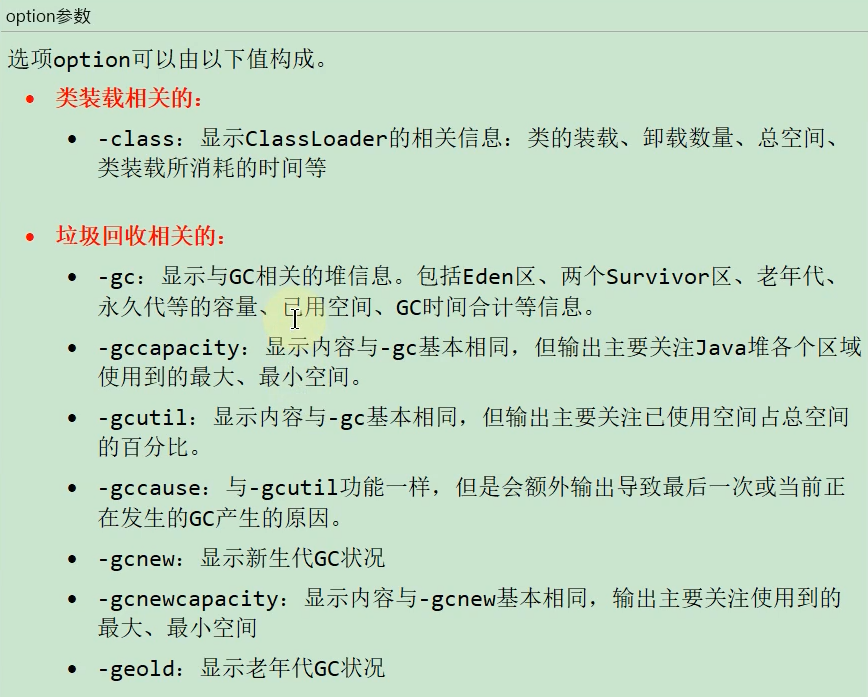 option参数
选项option可以由以下值构成。
类装载相关的：
-class：显示ClassLoader的相关信息：类的装载、卸载数量、总空间、
类装载所消耗的时间等
垃圾回收相关的：
-gc：显示与GC相关的堆信息。包括Eden区、两个Survivor区、老年代、
永久代等的容量、已用空间、GC时间合计等信息。
-gccapacity：显示内容与-gc基本相同，但输出主要关注Java堆各个区域
使用到的最大、最小空间。
-gcutil：显示内容与-gc基本相同，但输出主要关注已使用空间占总空间
的百分比。
-gccause：与-gcutil功能一样，但是会额外输出导致最后一次或当前正
在发生的GC产生的原因。
-gcnew：显示新生代GC状况
-gcnewcapacity：显示内容与-gcnew基本相同，输出主要关注使用到的
最大、最小空间
-geold：显示老年代GC状况